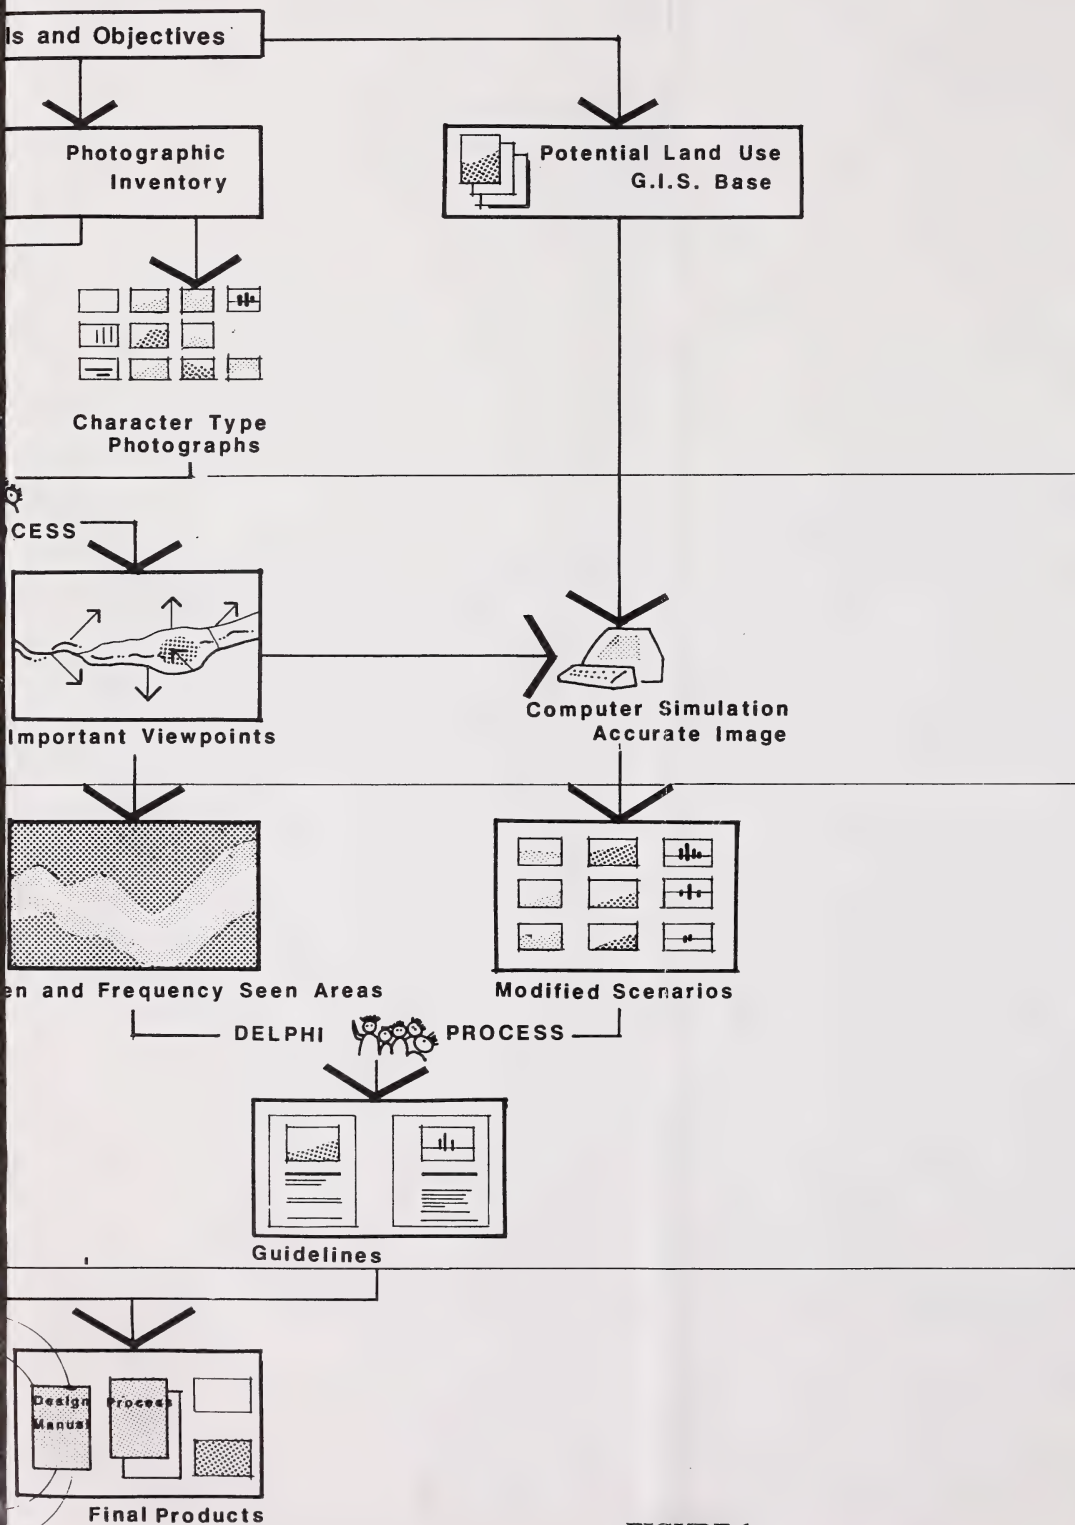 ls and Objectives
Photographic
Inventory
Potential Land Use
G.I.S. Base
Character Type
Photographs
CESS
Important Viewpoints
Computer Simulation
Accurate Image
en and Frequency Seen Areas
Modified Scenarios
DELPHI PROCESS
Guidelines
Design
Manual
Process
Final Products